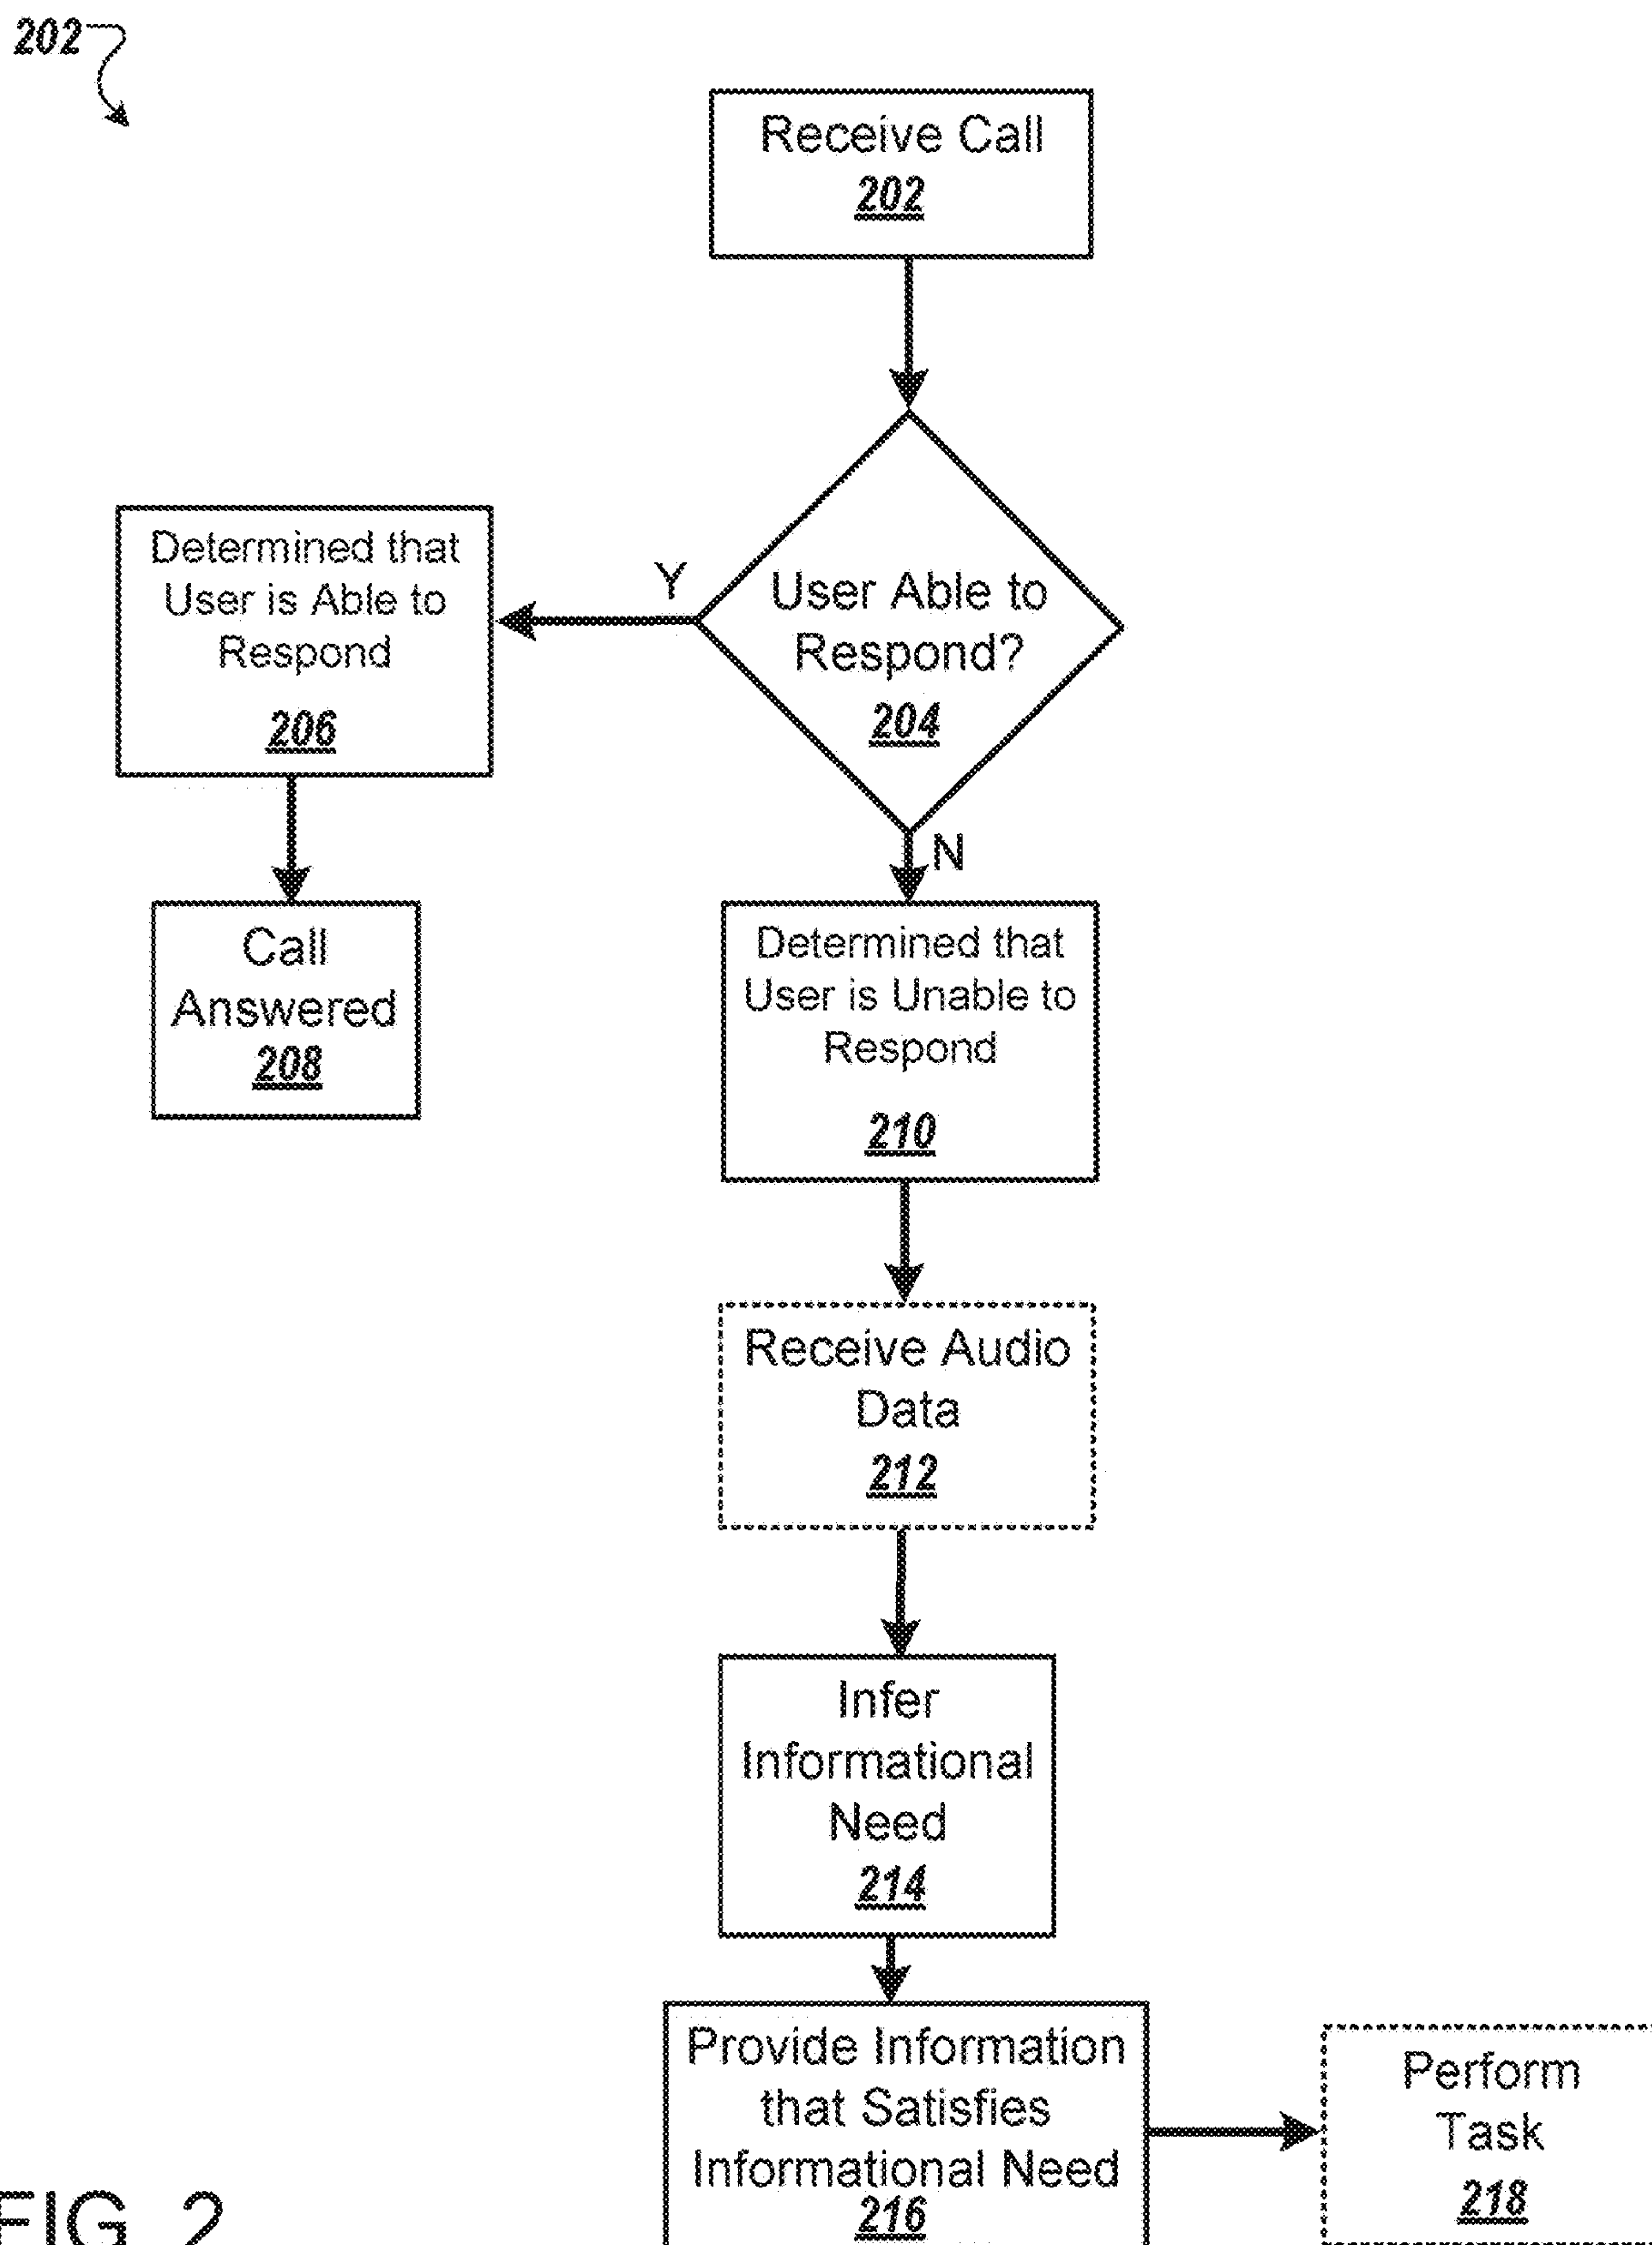 202
Receive Call
202
User Able to
Respond?
204
Y
Determined that
User is Able to
Respond
206
Call
Answered
208
N
Determined that
User is Unable to
Respond
210
Receive Audio
Data
212
Infer
Informational
Need
214
Provide Information
that Satisfies
Informational Need
216
Perform
Task
218
FIG. 2